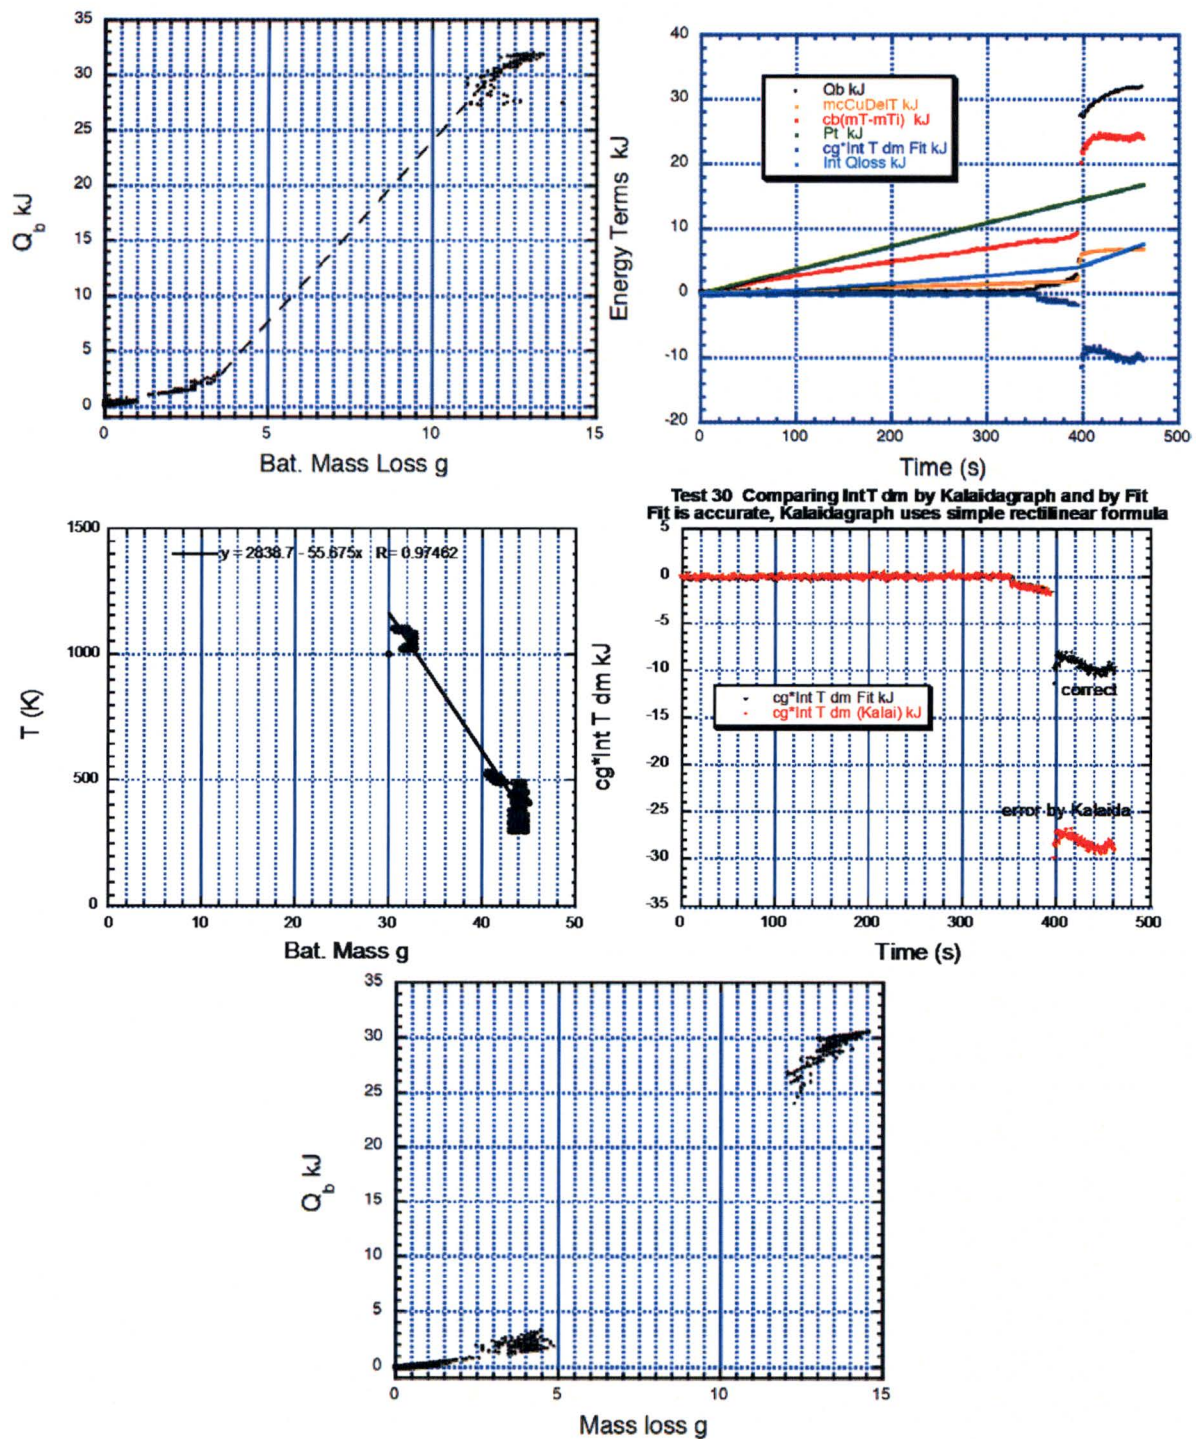 35
30
25
20
15
10
5
0
Q_b kJ
0 5 10 15
Bat. Mass Loss g
40
30
20
10
0
-10
-20
Energy Terms kJ
Qb kJ
mcCuDelT kJ
cb(mT-mTi) kJ
Pt kJ
cg*Int T dm Fit kJ
Int Qloss kJ
0 100 200 300 400 500
Time (s)
1500
1000
500
0
T (K)
y = 2838.7 - 55.675x R= 0.97462
0 10 20 30 40 50
Bat. Mass g
Test 30 Comparing IntT dm by Kalaidagraph and by Fit
Fit is accurate, Kalaidagraph uses simple rectilinear formula
5
0
-5
-10
-15
-20
-25
-30
-35
cg*Int T dm kJ
correct
cg*Int T dm Fit kJ
cg*Int T dm (Kalai) kJ
error by Kalaida
0 100 200 300 400 500
Time (s)
35
30
25
20
15
10
5
0
Q_b kJ
0 5 10 15
Mass loss g